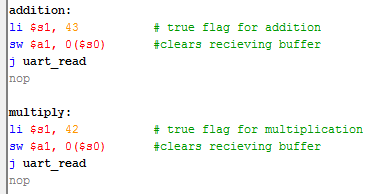 addition:
li $s1, 43 # true flag for addition
sw $a1, 0($s0) #clears recieving buffer
j uart_read
nop
multiply:
li $s1, 42 # true flag for multiplication
sw $a1, 0($s0) #clears recieving buffer
j uart_read
nop